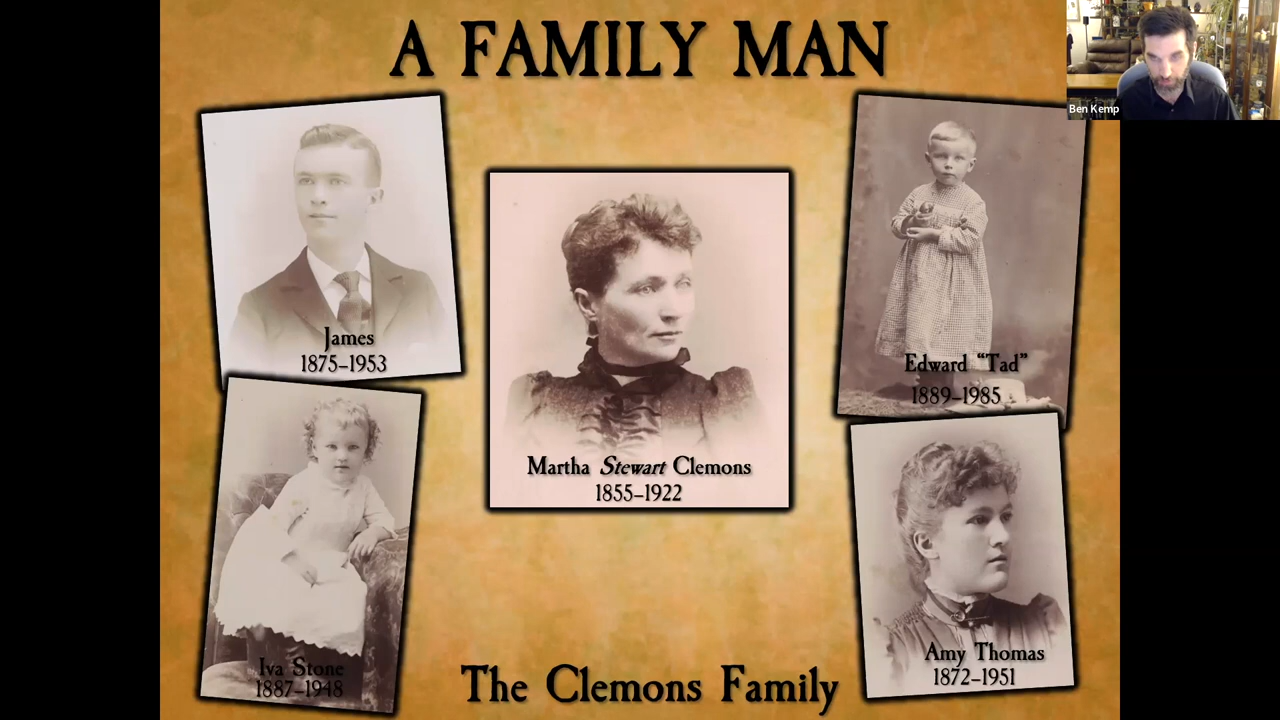 A FAMILY MAN
Ben Kemp
James
1875–1953
Martha Stewart Clemons
1855–1922
Edward “Tad”
1889–1985
Iva Stone
1887–1948
Amy Thomas
1872–1951
The Clemons Family